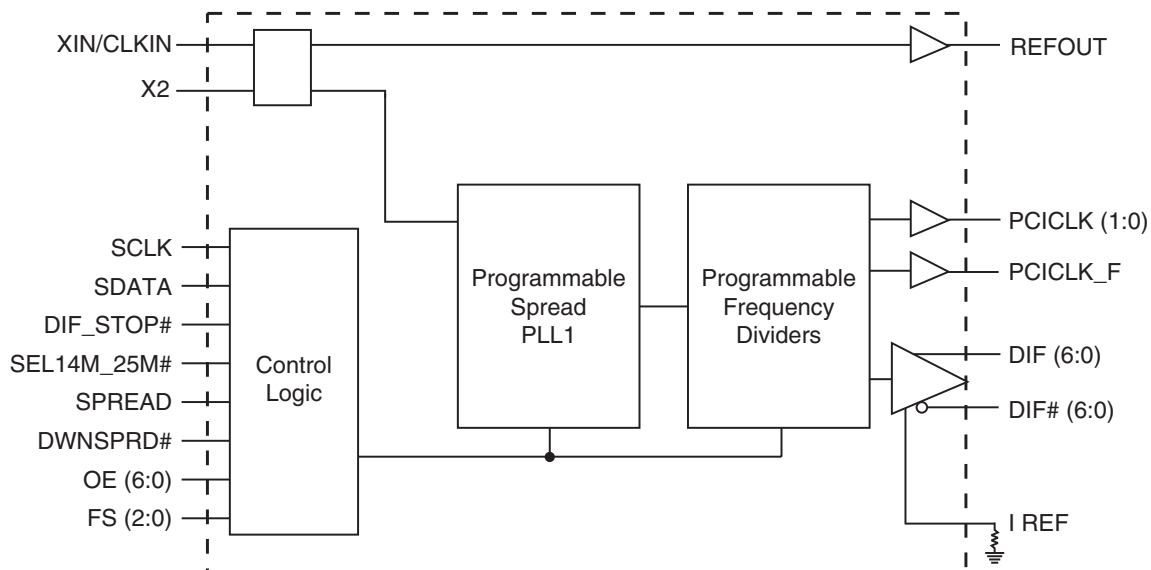 XIN/CLKIN
REFOUT
X2
PCICLK (1:0)
SCLK
SDATA
PCICLK_F
DIF_STOP#
SEL14M_25M#
SPREAD
DWNSPRD#
OE (6:0)
FS (2:0)
Control
Logic
Programmable
Spread
PLL1
Programmable
Frequency
Dividers
DIF (6:0)
DIF# (6:0)
I REF